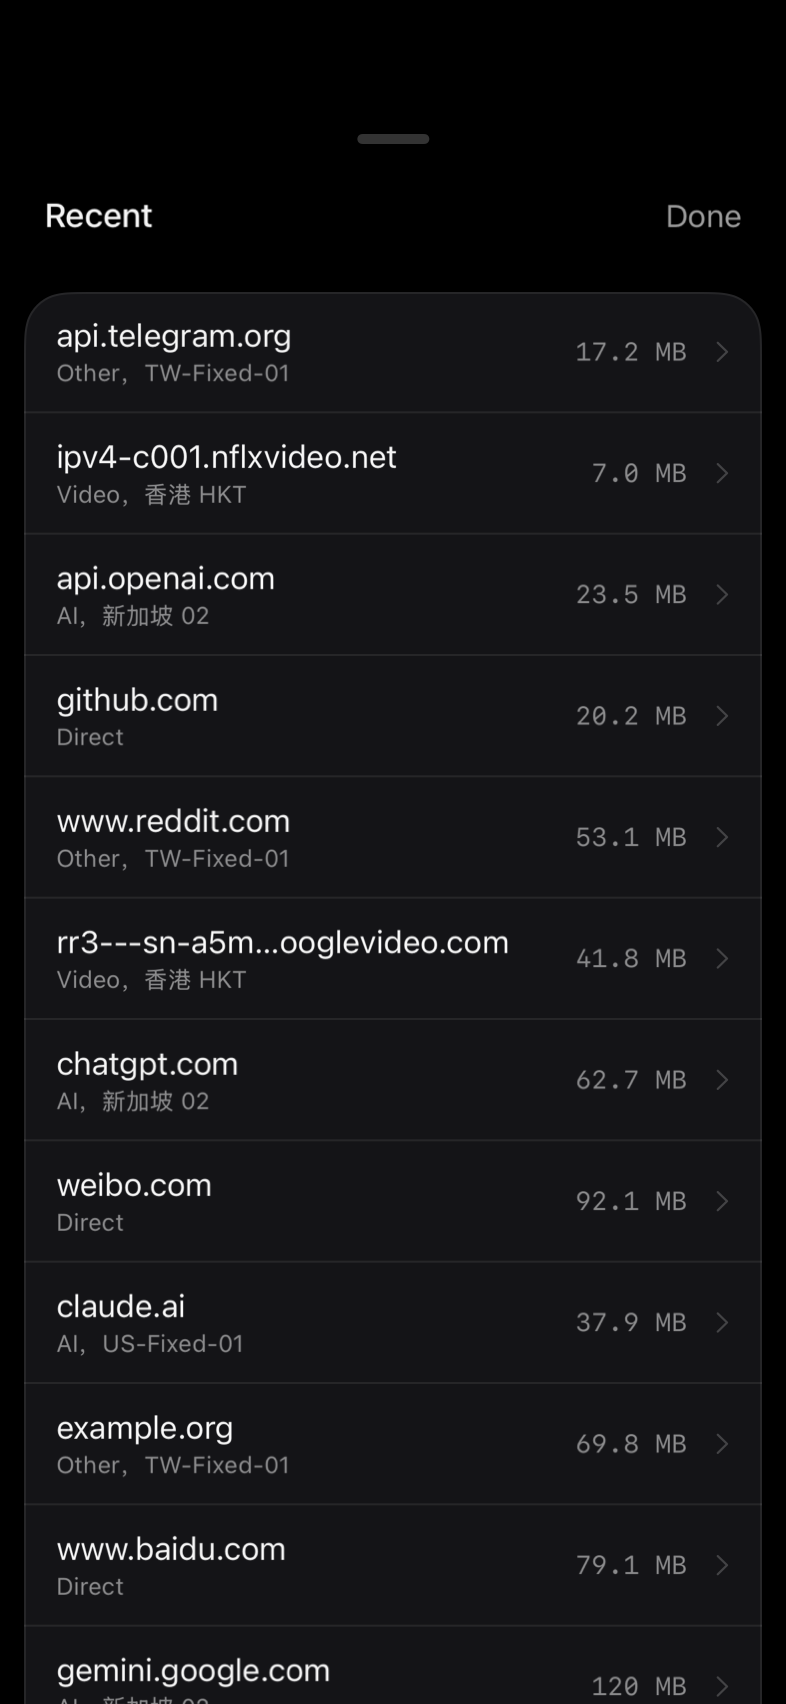 Recent
Done
api.telegram.org
Other, TW-Fixed-01
17.2 MB
ipv4-c001.nflxvideo.net
Video, 香港 HKT
7.0 MB
api.openai.com
AI, 新加坡 02
23.5 MB
github.com
Direct
20.2 MB
www.reddit.com
Other, TW-Fixed-01
53.1 MB
rr3---sn-a5m...ooglevideo.com
Video, 香港 HKT
41.8 MB
chatgpt.com
AI, 新加坡 02
62.7 MB
weibo.com
Direct
92.1 MB
claude.ai
AI, US-Fixed-01
37.9 MB
example.org
Other, TW-Fixed-01
69.8 MB
www.baidu.com
Direct
79.1 MB
gemini.google.com
120 MB